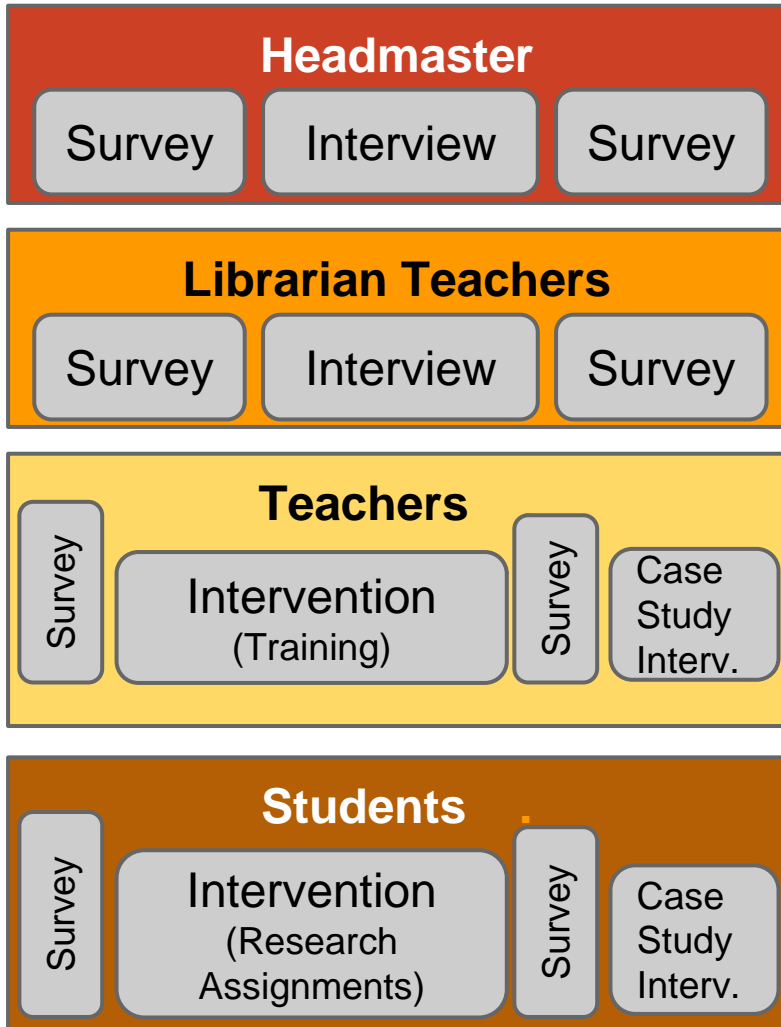 Headmaster
Survey Interview Survey
Librarian Teachers
Survey Interview Survey
Teachers
Survey
Intervention
(Training)
Survey
Case
Study
Interv.
Students .
Survey
Intervention
(Research
Assignments)
Survey
Case
Study
Interv.